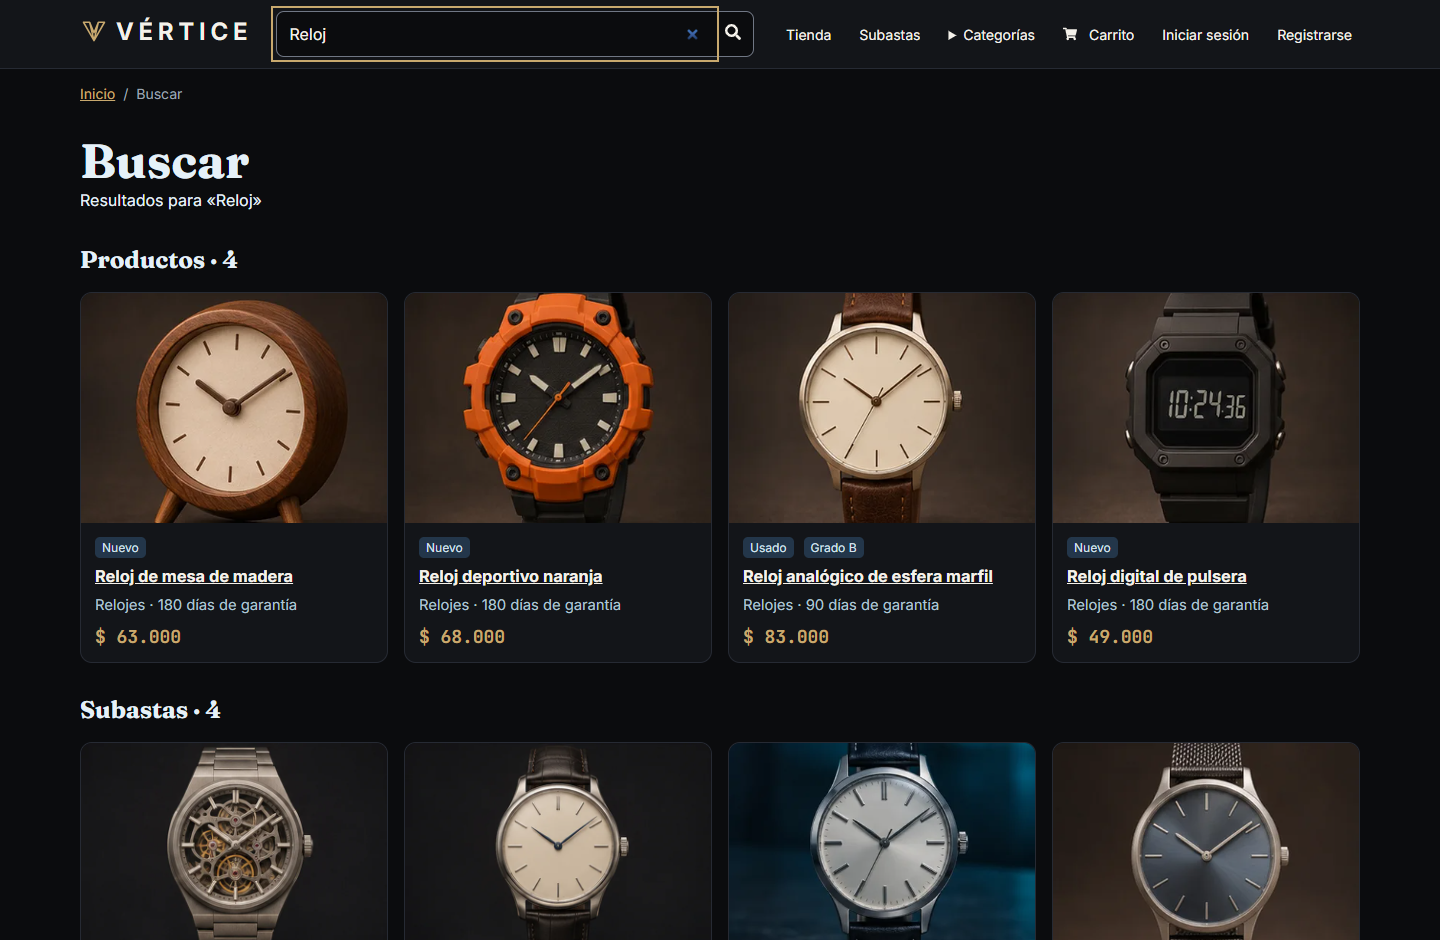 VÉRTICE
Reloj
Tienda
Subastas
Categorías
Carrito
Iniciar sesión
Registrarse
Inicio / Buscar
Buscar
Resultados para «Reloj»
Productos · 4
10:24 36
Nuevo
Reloj de mesa de madera
Relojes · 180 días de garantía
$ 63.000
Nuevo
Reloj deportivo naranja
Relojes · 180 días de garantía
$ 68.000
Usado Grado B
Reloj analógico de esfera marfil
Relojes · 90 días de garantía
$ 83.000
Nuevo
Reloj digital de pulsera
Relojes · 180 días de garantía
$ 49.000
Subastas · 4